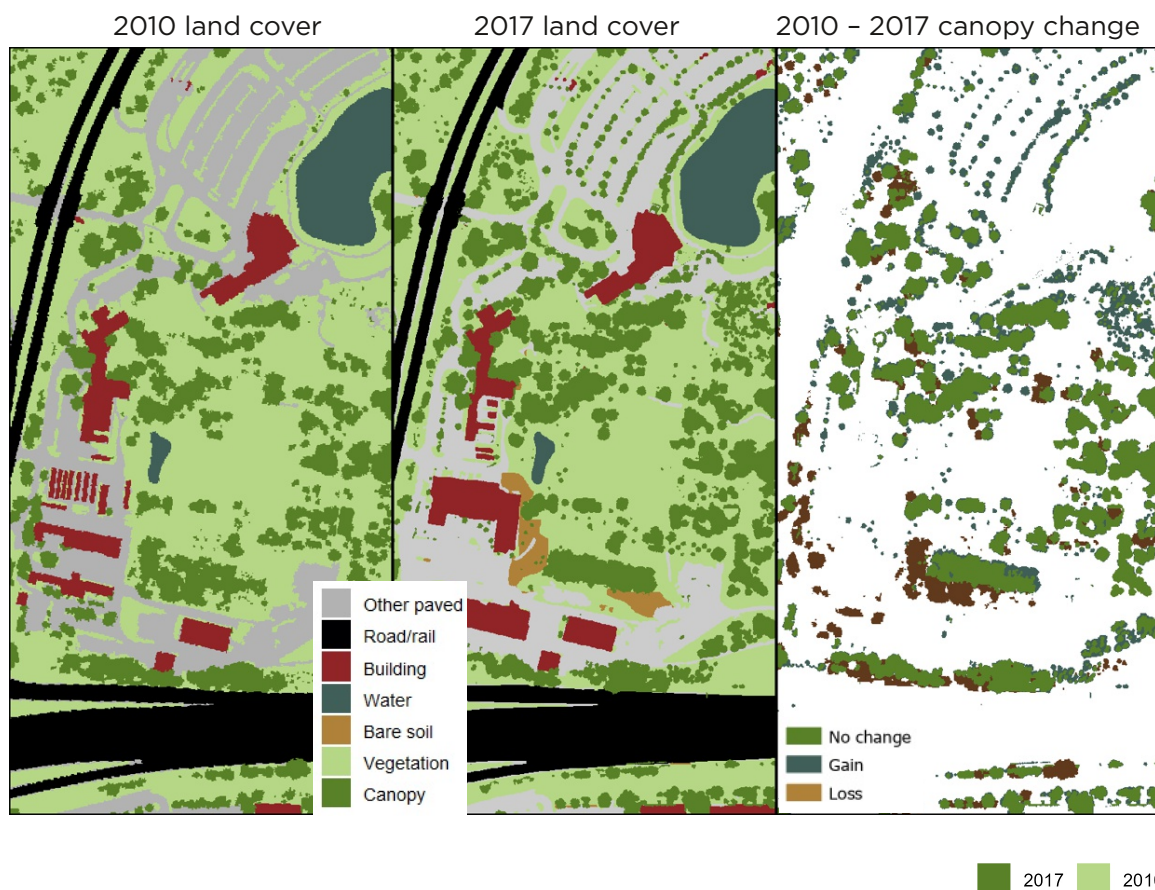 2010 land cover
2017 land cover
2010 – 2017 canopy change
Other paved
Road/rail
Building
Water
Bare soil
Vegetation
Canopy
No change
Gain
Loss
2017